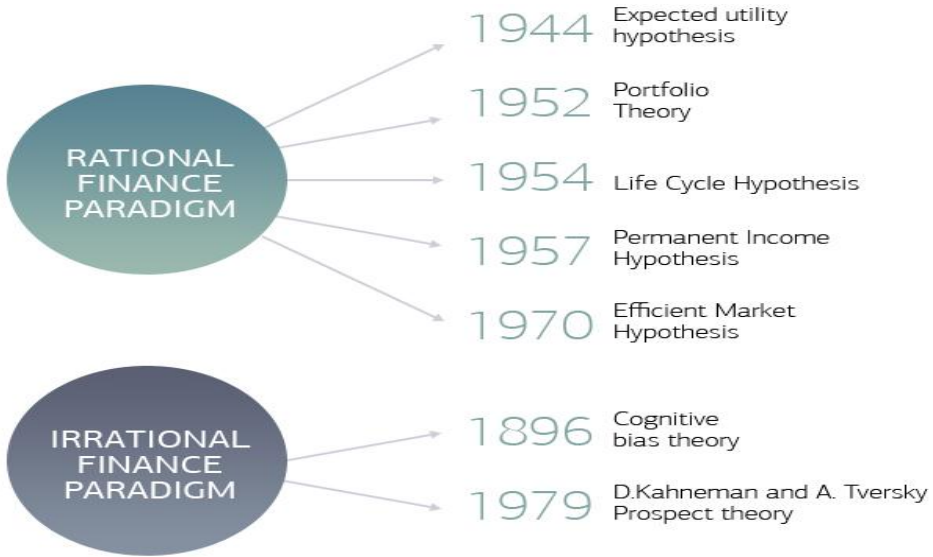 RATIONAL
FINANCE
PARADIGM
1944 Expected utility
hypothesis
1952 Portfolio
Theory
1954 Life Cycle Hypothesis
1957 Permanent Income
Hypothesis
1970 Efficient Market
Hypothesis
IRRATIONAL
FINANCE
PARADIGM
1896 Cognitive
bias theory
1979 D.Kahneman and A. Tversky
Prospect theory